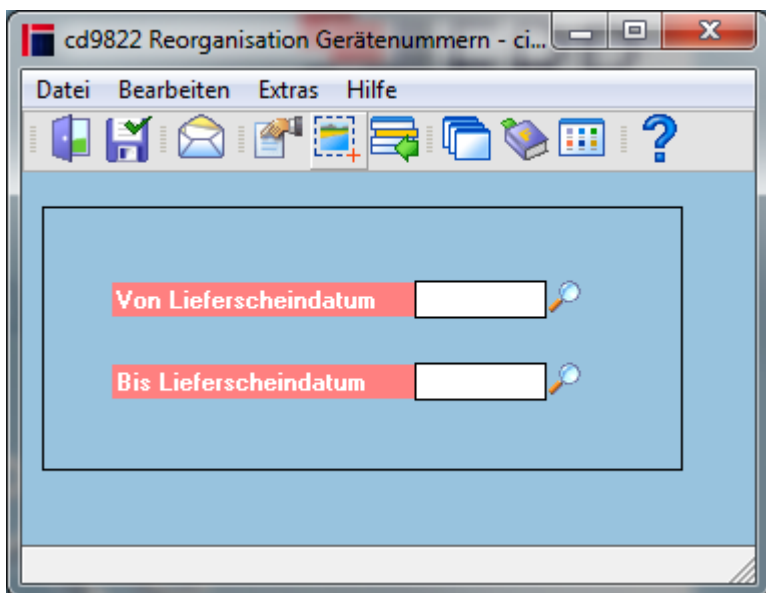 cd9822 Reorganisation Gerätenummern - ci...
Datei Bearbeiten Extras Hilfe
Von Lieferscheindatum
Bis Lieferscheindatum